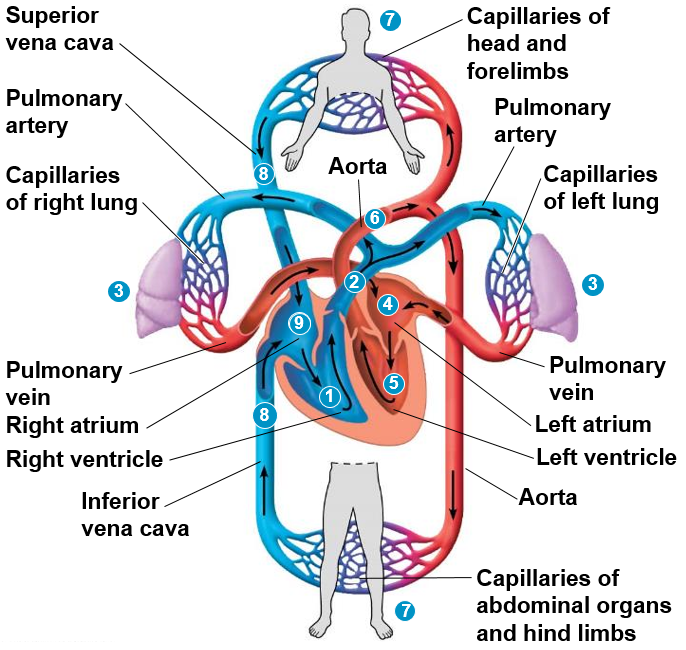 Superior
vena cava
7
Capillaries of
head and
forelimbs
Pulmonary
artery
Pulmonary
artery
Aorta
8
Capillaries
of right lung
Capillaries
of left lung
6
3
2
3
4
9
Pulmonary
vein
Pulmonary
vein
5
1
Right atrium
8
Left atrium
Right ventricle
Left ventricle
Inferior
vena cava
Aorta
Capillaries of
abdominal organs
and hind limbs
7